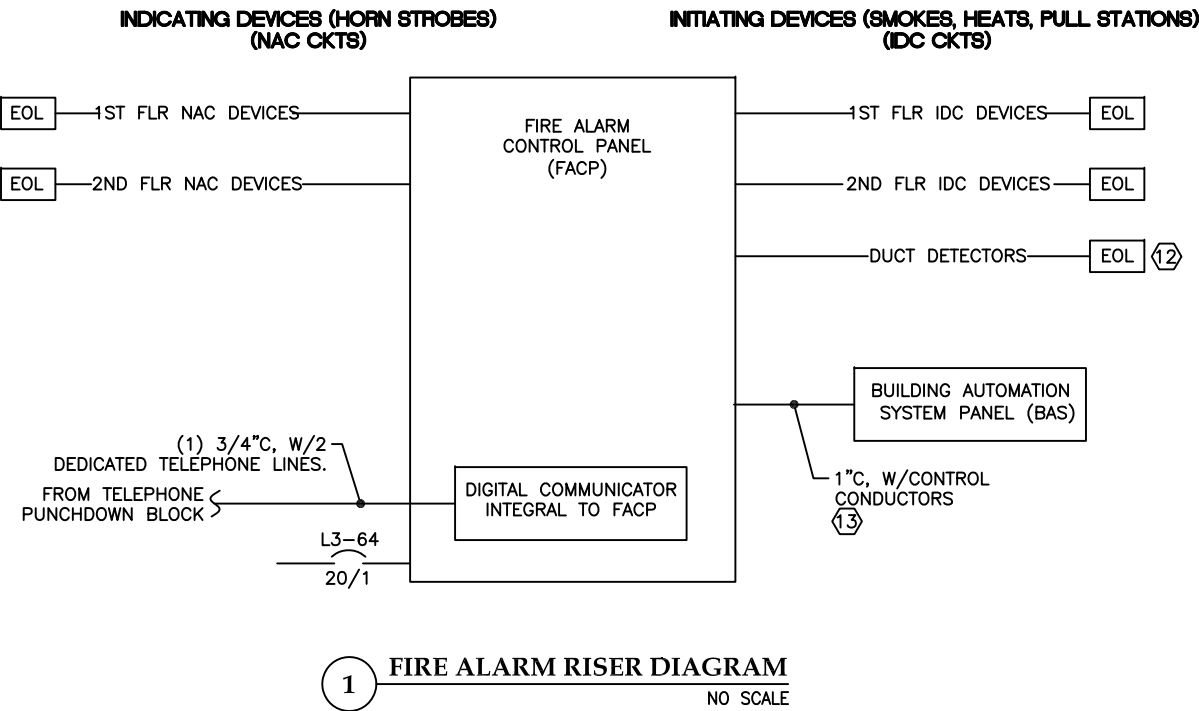 INDICATING DEVICES (HORN STROBES)
(NAC CKTS)
INITIATING DEVICES (SMOKES, HEATS, PULL STATIONS)
(IDC CKTS)
EOL
1ST FLR NAC DEVICES
EOL
2ND FLR NAC DEVICES
FIRE ALARM
CONTROL PANEL
(FACP)
1ST FLR IDC DEVICES
EOL
2ND FLR IDC DEVICES
EOL
DUCT DETECTORS
EOL
12
BUILDING AUTOMATION
SYSTEM PANEL (BAS)
1"C, W/CONTROL
CONDUCTORS
13
(1) 3/4"C, W/2
DEDICATED TELEPHONE LINES.
FROM TELEPHONE
PUNCHDOWN BLOCK
DIGITAL COMMUNICATOR
INTEGRAL TO FACP
L3-64
20/1
1
FIRE ALARM RISER DIAGRAM
NO SCALE